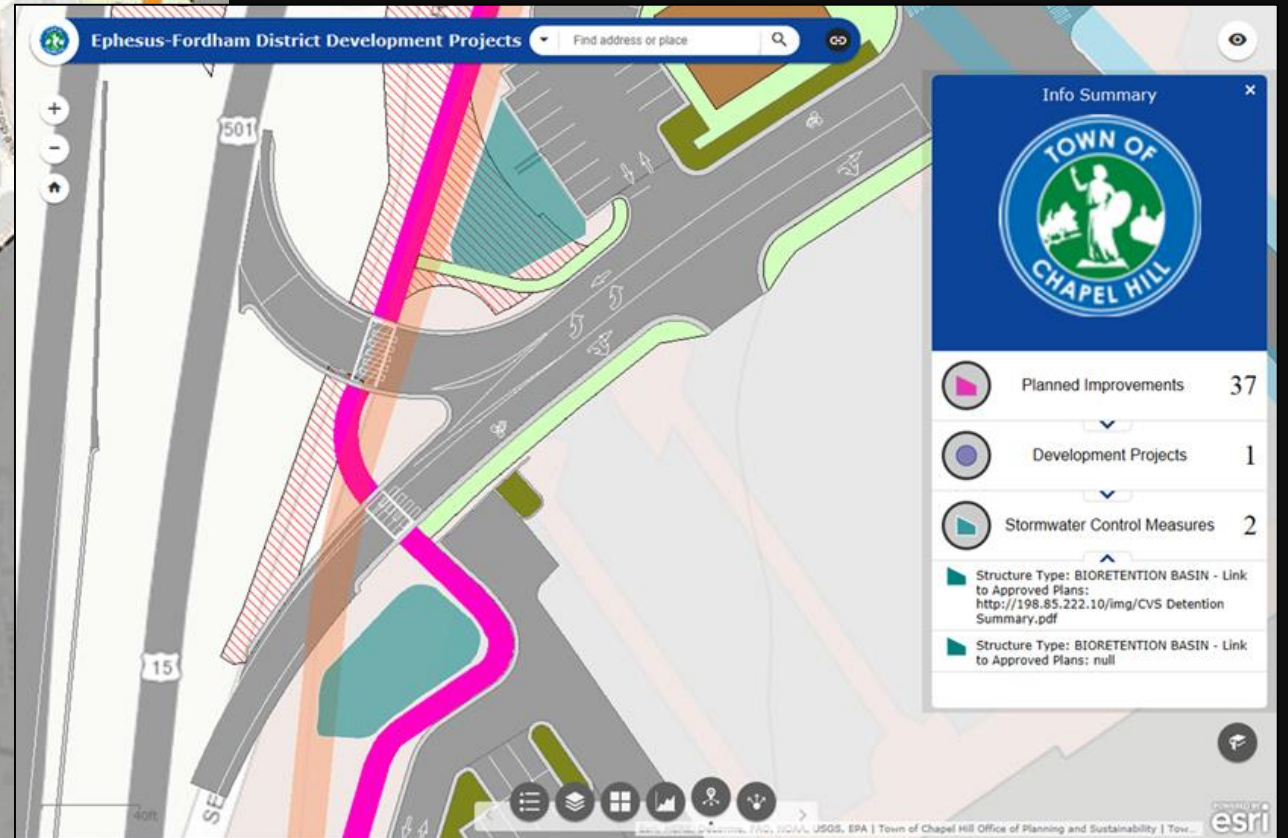 Ephesus-Fordham District Development Projects
Find address or place
501
15
SE
40ft
Info Summary
TOWN OF
CHAPEL HILL
Planned Improvements 37
Development Projects 1
Stormwater Control Measures 2
Structure Type: BIORETENTION BASIN - Link
to Approved Plans:
http://198.85.222.10/img/CVS Detention
Summary.pdf
Structure Type: BIORETENTION BASIN - Link
to Approved Plans: null
USGS, EPA | Town of Chapel Hill Office of Planning and Sustainability | Tow...
POWERED BY
esri